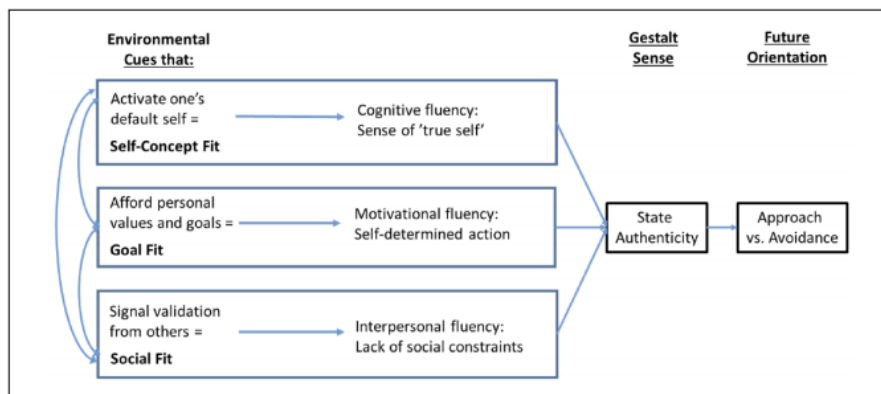 Environmental
Cues that:
Gestalt
Sense
Future
Orientation
Activate one’s
default self =
Self-Concept Fit
Cognitive fluency:
Sense of ’true self’
Afford personal
values and goals =
Goal Fit
Motivational fluency:
Self-determined action
State
Authenticity
Approach
vs. Avoidance
Signal validation
from others =
Social Fit
Interpersonal fluency:
Lack of social constraints